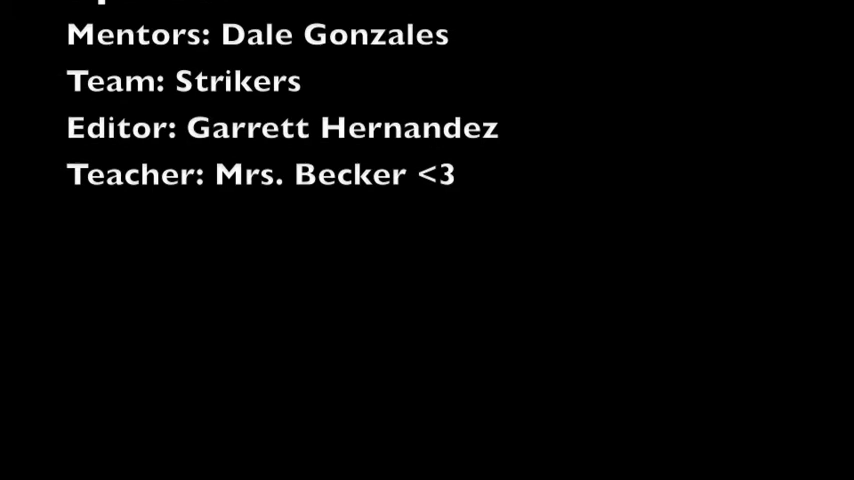 Mentors: Dale Gonzales
Team: Strikers
Editor: Garrett Hernandez
Teacher: Mrs. Becker <3